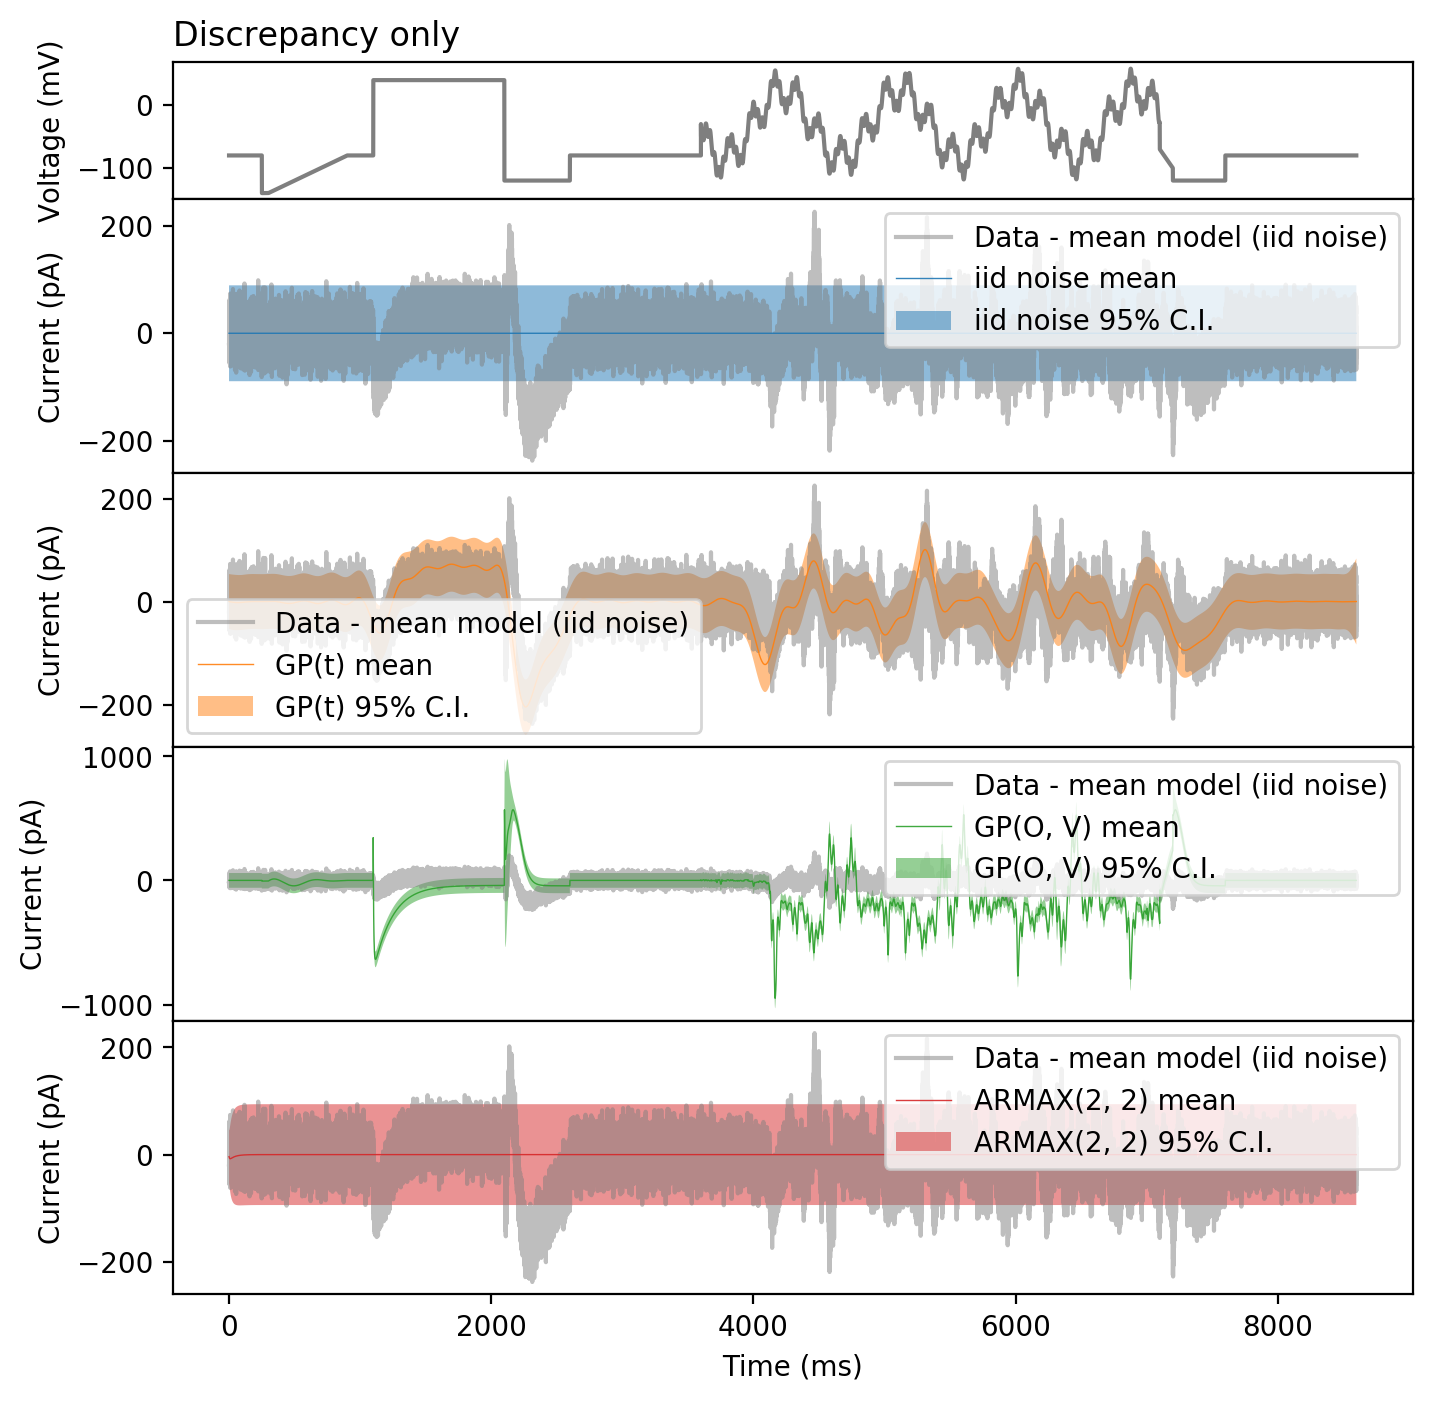 Discrepancy only
Voltage (mV)
0
−100
Current (pA)
200
0
−200
Data - mean model (iid noise)
iid noise mean
iid noise 95% C.I.
Current (pA)
200
0
−200
Data - mean model (iid noise)
GP(t) mean
GP(t) 95% C.I.
Current (pA)
1000
0
−1000
Data - mean model (iid noise)
GP(O, V) mean
GP(O, V) 95% C.I.
Current (pA)
200
0
−200
Data - mean model (iid noise)
ARMAX(2, 2) mean
ARMAX(2, 2) 95% C.I.
0 2000 4000 6000 8000
Time (ms)